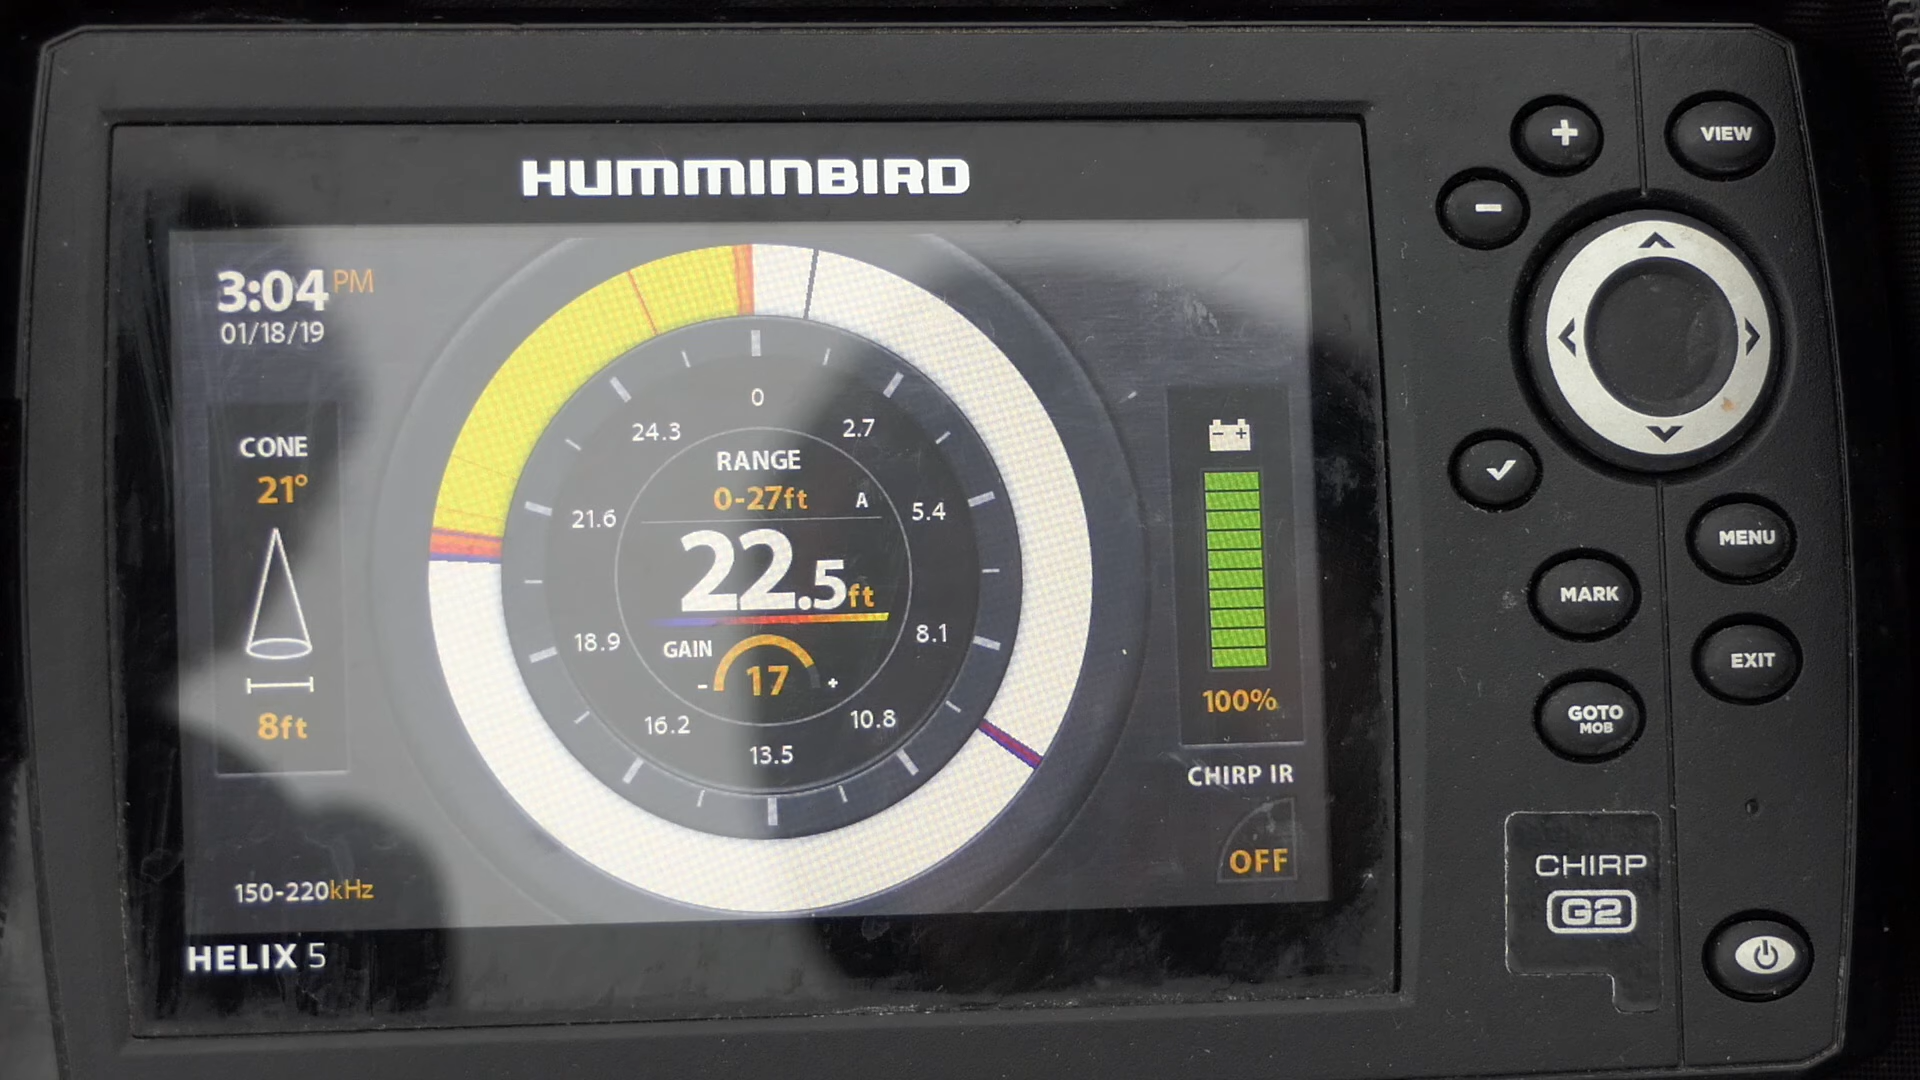 HUMMINBIRD
3:04 PM
01/18/19
CONE
21°
8ft
150-220kHz
0
2.7
5.4
8.1
10.8
13.5
16.2
18.9
21.6
24.3
RANGE
0-27ft A
22.5ft
GAIN
- 17 +
- +
100%
CHIRP IR
OFF
HELIX 5
+
VIEW
-
MENU
MARK
EXIT
GOTO
MOB
CHIRP
G2